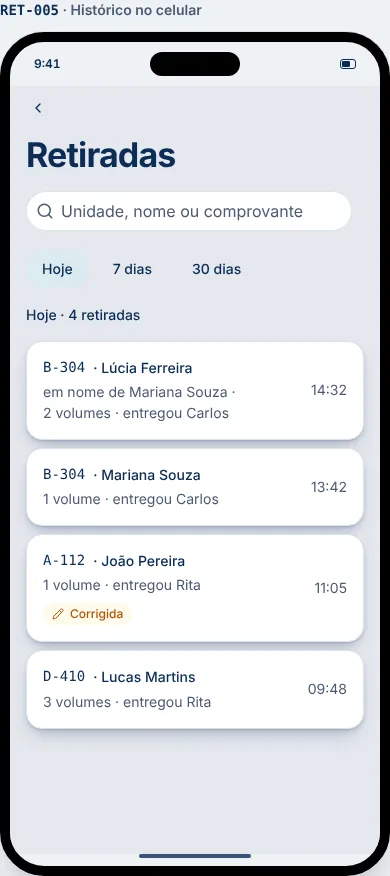 RET-005 · Histórico no celular
9:41
Retiradas
Unidade, nome ou comprovante
Hoje
7 dias
30 dias
Hoje · 4 retiradas
B-304 · Lúcia Ferreira
em nome de Mariana Souza ·
2 volumes · entregou Carlos
14:32
B-304 · Mariana Souza
1 volume · entregou Carlos
13:42
A-112 · João Pereira
1 volume · entregou Rita
Corrigida
11:05
D-410 · Lucas Martins
3 volumes · entregou Rita
09:48